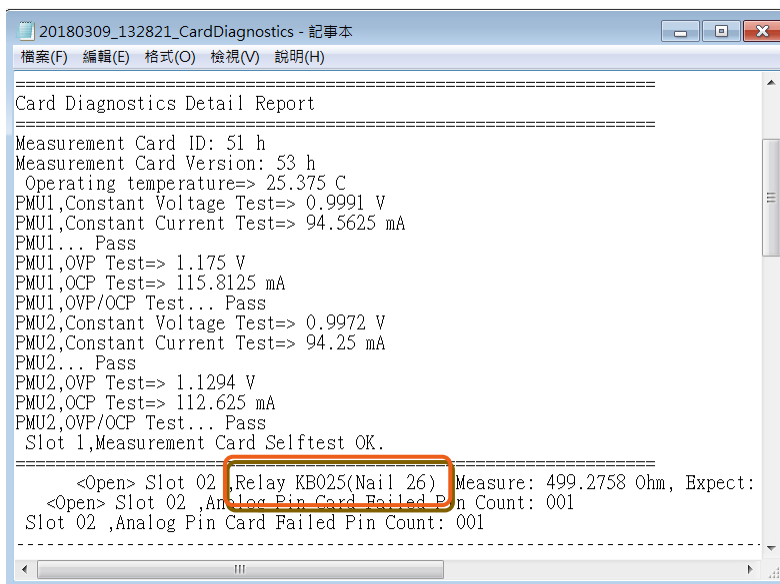 20180309_132821_CardDiagnostics - 記事本
檔案(F) 編輯(E) 格式(O) 檢視(V) 說明(H)
================================================================
Card Diagnostics Detail Report
================================================================
Measurement Card ID: 51 h
Measurement Card Version: 53 h
Operating temperature=> 25.375 C
PMU1,Constant Voltage Test=> 0.9991 V
PMU1,Constant Current Test=> 94.5625 mA
PMU1... Pass
PMU1,OVP Test=> 1.175 V
PMU1,OCP Test=> 115.8125 mA
PMU1,OVP/OCP Test... Pass
PMU2,Constant Voltage Test=> 0.9972 V
PMU2,Constant Current Test=> 94.25 mA
PMU2... Pass
PMU2,OVP Test=> 1.1294 V
PMU2,OCP Test=> 112.625 mA
PMU2,OVP/OCP Test... Pass
Slot 1,Measurement Card Selftest OK.
================================================================
<Open> Slot 02 ,Relay KB025(Nail 26) Measure: 499.2758 Ohm, Expect:
<Open> Slot 02 ,Analog Pin Card Failed Pin Count: 001
Slot 02 ,Analog Pin Card Failed Pin Count: 001
--------------------------------------------------------------------------